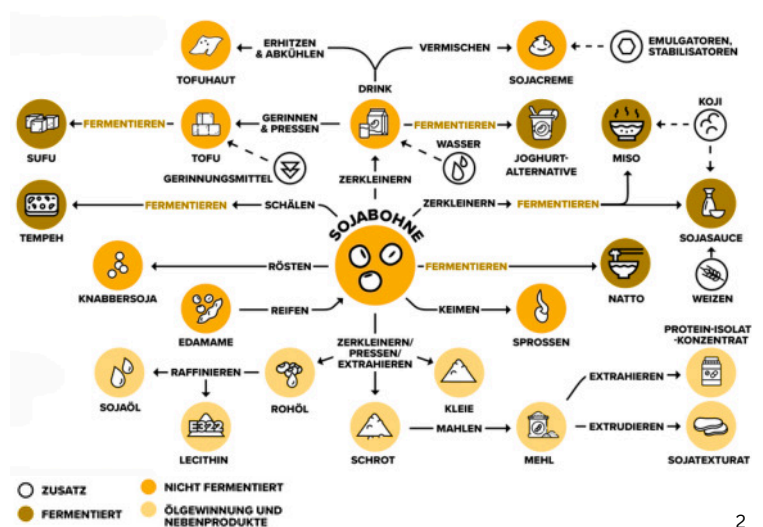 ERHITZEN
& ABKÜHLEN
VERMISCHEN
EMULGATOREN,
STABILISATOREN
TOFUHAUT
DRINK
SOJACREME
KOJI
FERMENTIEREN
GERINNEN
& PRESSEN
FERMENTIEREN
WASSER
SUFU
TOFU
JOGHURT-
ALTERNATIVE
MISO
GERINNUNGSMITTEL
ZERKLEINERN
FERMENTIEREN
SCHÄLEN
ZERKLEINERN
FERMENTIEREN
TEMPEH
SOJABOHNE
SOJASAUCE
RÖSTEN
FERMENTIEREN
KNABBERSOJA
NATTO
WEIZEN
REIFEN
KEIMEN
EDAMAME
SPROSSEN
PROTEIN-ISOLAT
-KONZENTRAT
ZERKLEINERN/
PRESSEN/
EXTRAHIEREN
RAFFINIEREN
EXTRAHIEREN
SOJAÖL
ROHÖL
KLEIE
E322
MAHLEN
EXTRUDIEREN
LECITHIN
SCHROT
MEHL
SOJATEXTURAT
ZUSATZ
NICHT FERMENTIERT
FERMENTIERT
ÖLGEWINNUNG UND
NEBENPRODUKTE
2